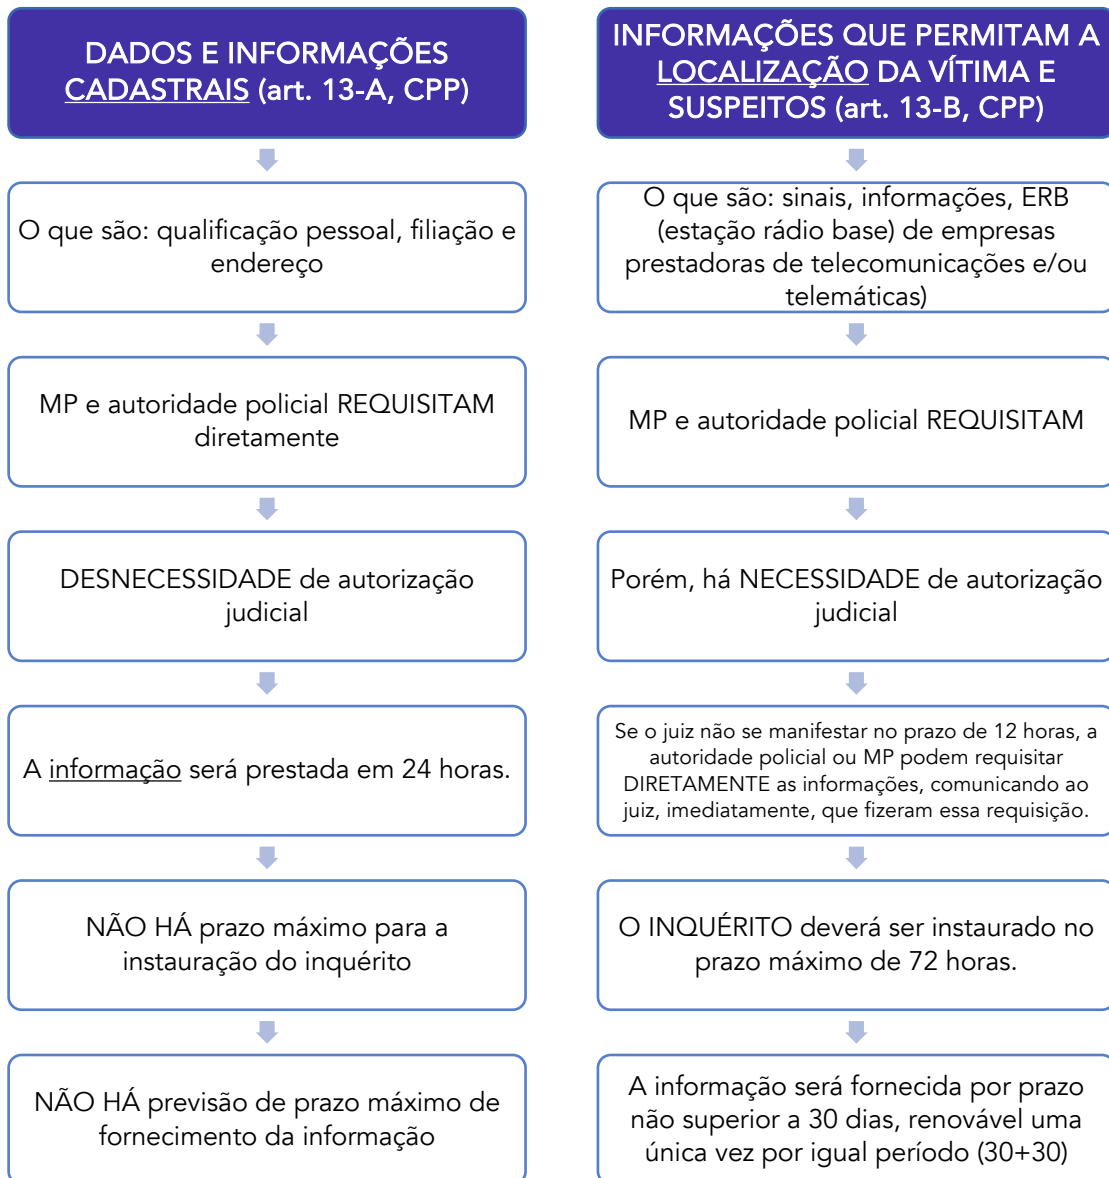 DADOS E INFORMAÇÕES
CADASTRAIS (art. 13-A, CPP)
O que são: qualificação pessoal, filiação e
endereço
MP e autoridade policial REQUISITAM
diretamente
DESNECESSIDADE de autorização
judicial
A informação será prestada em 24 horas.
NÃO HÁ prazo máximo para a
instauração do inquérito
NÃO HÁ previsão de prazo máximo de
fornecimento da informação
INFORMAÇÕES QUE PERMITAM A
LOCALIZAÇÃO DA VÍTIMA E
SUSPEITOS (art. 13-B, CPP)
O que são: sinais, informações, ERB
(estação rádio base) de empresas
prestadoras de telecomunicações e/ou
telemáticas)
MP e autoridade policial REQUISITAM
Porém, há NECESSIDADE de autorização
judicial
Se o juiz não se manifestar no prazo de 12 horas, a
autoridade policial ou MP podem requisitar
DIRETAMENTE as informações, comunicando ao
juiz, imediatamente, que fizeram essa requisição.
O INQUÉRITO deverá ser instaurado no
prazo máximo de 72 horas.
A informação será fornecida por prazo
não superior a 30 dias, renovável uma
única vez por igual período (30+30)